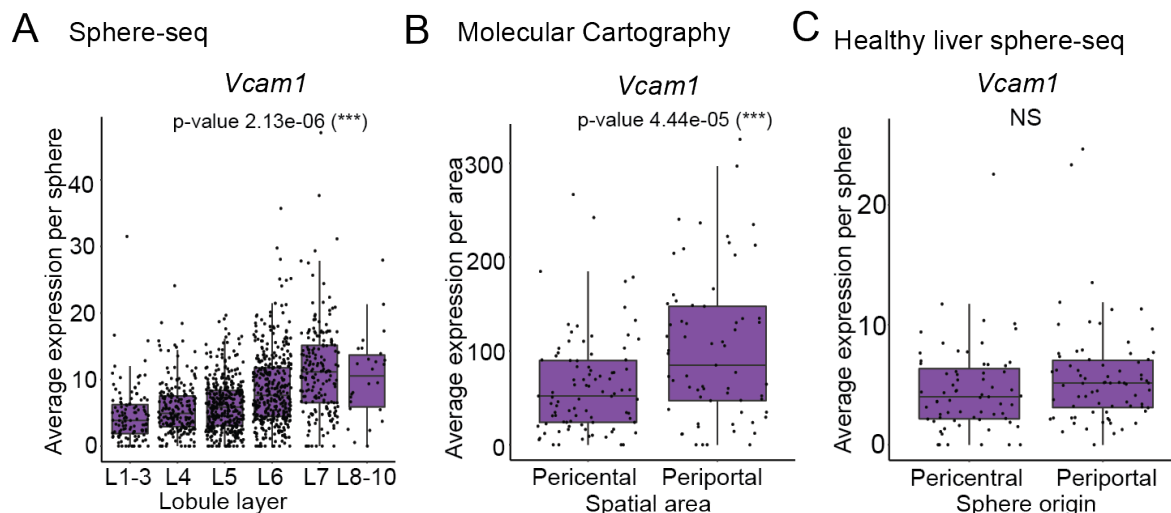 A Sphere-seq
Vcam1
p-value 2.13e-06 (***)
Average expression per sphere
40
30
20
10
0
L1-3 L4 L5 L6 L7 L8-10
Lobule layer
B Molecular Cartography
Vcam1
p-value 4.44e-05 (***)
Average expression per area
300
200
100
0
Pericentral Periportal
Spatial area
C Healthy liver sphere-seq
Vcam1
NS
Average expression per sphere
20
10
0
Pericentral Periportal
Sphere origin